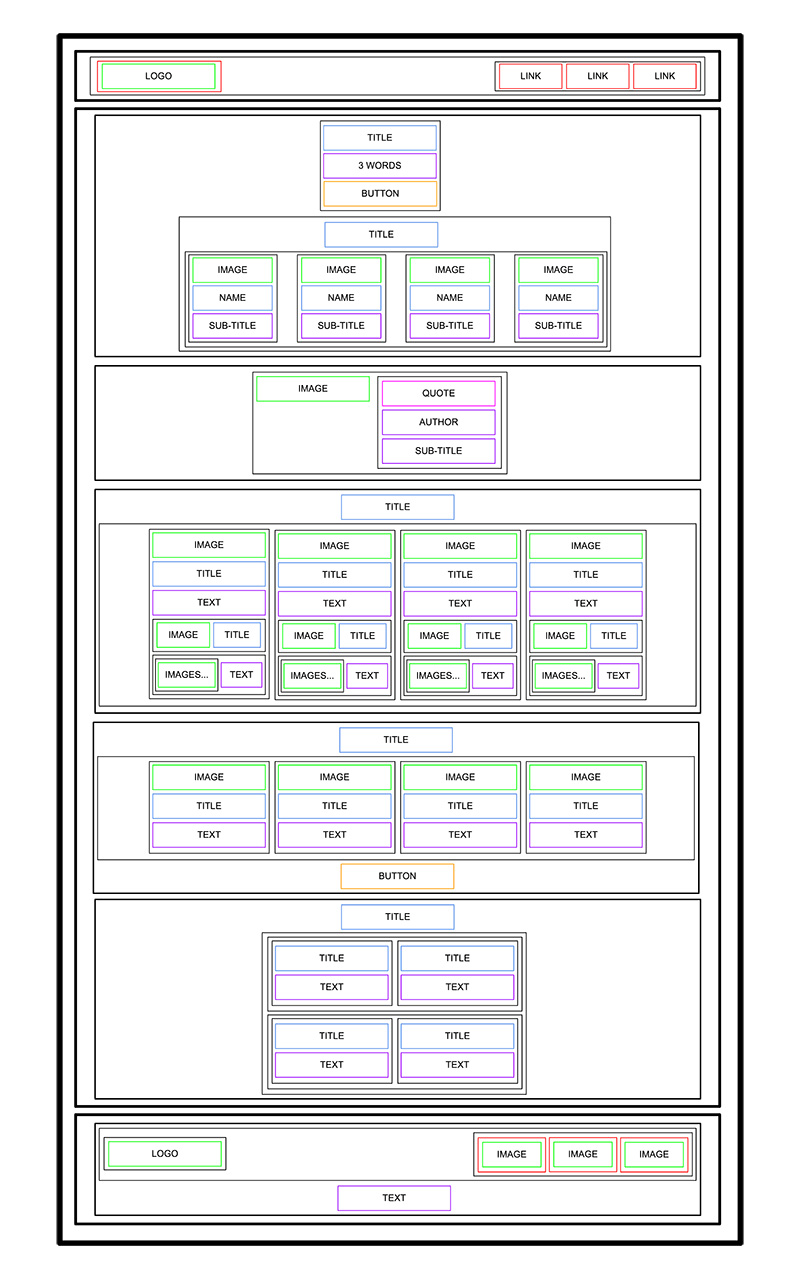 LOGO LINK LINK LINK
TITLE
3 WORDS
BUTTON
TITLE
IMAGE IMAGE IMAGE IMAGE
NAME NAME NAME NAME
SUB-TITLE SUB-TITLE SUB-TITLE SUB-TITLE
IMAGE QUOTE
AUTHOR
SUB-TITLE
TITLE
IMAGE IMAGE IMAGE IMAGE
TITLE TITLE TITLE TITLE
TEXT TEXT TEXT TEXT
IMAGE TITLE IMAGE TITLE IMAGE TITLE IMAGE TITLE
IMAGES... TEXT IMAGES... TEXT IMAGES... TEXT IMAGES... TEXT
TITLE
IMAGE IMAGE IMAGE IMAGE
TITLE TITLE TITLE TITLE
TEXT TEXT TEXT TEXT
BUTTON
TITLE
TITLE TITLE
TEXT TEXT
TITLE TITLE
TEXT TEXT
LOGO IMAGE IMAGE IMAGE
TEXT